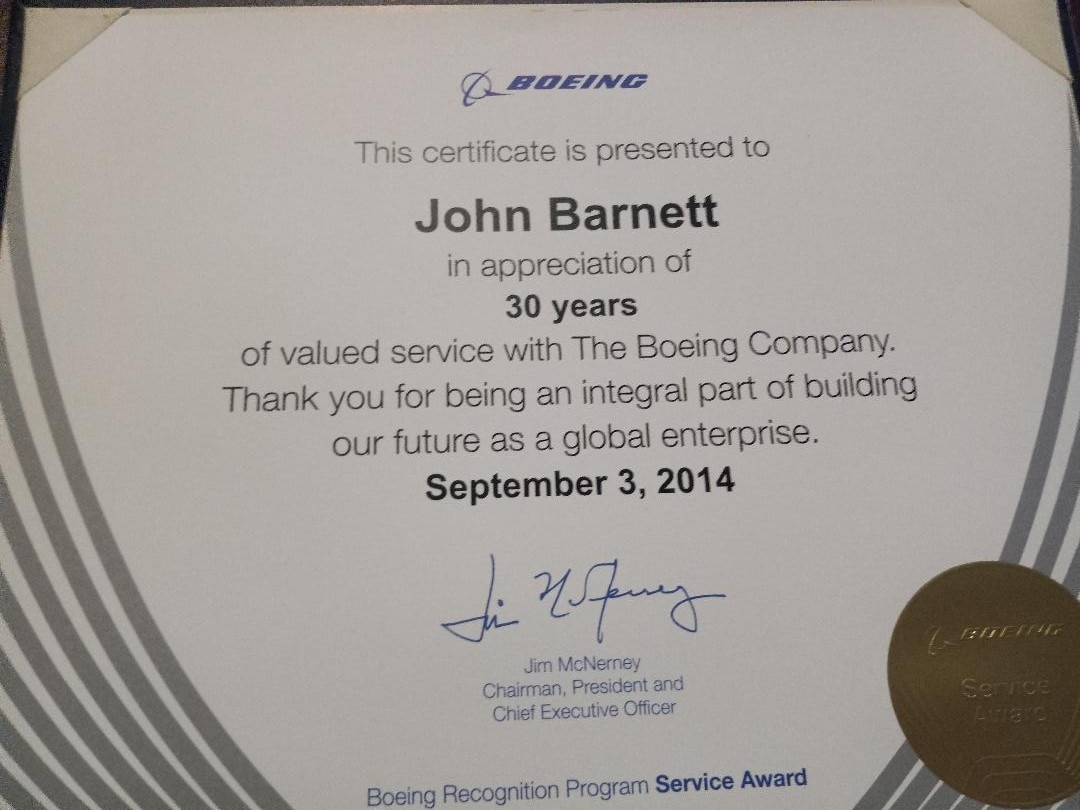 BOEING
This certificate is presented to
John Barnett
in appreciation of
30 years
of valued service with The Boeing Company.
Thank you for being an integral part of building
our future as a global enterprise.
September 3, 2014
Jim McNerney
Jim McNerney
Chairman, President and
Chief Executive Officer
Boeing Recognition Program Service Award
BOEING
Service
Award